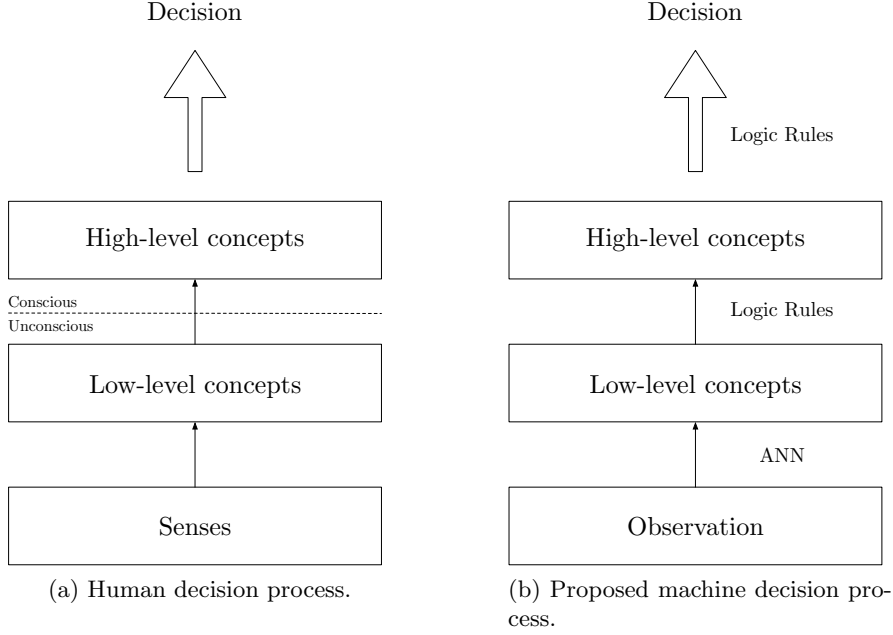 Decision
High-level concepts
Conscious
Unconscious
Low-level concepts
Senses
(a) Human decision process.
Decision
Logic Rules
High-level concepts
Logic Rules
Low-level concepts
ANN
Observation
(b) Proposed machine decision pro-
cess.